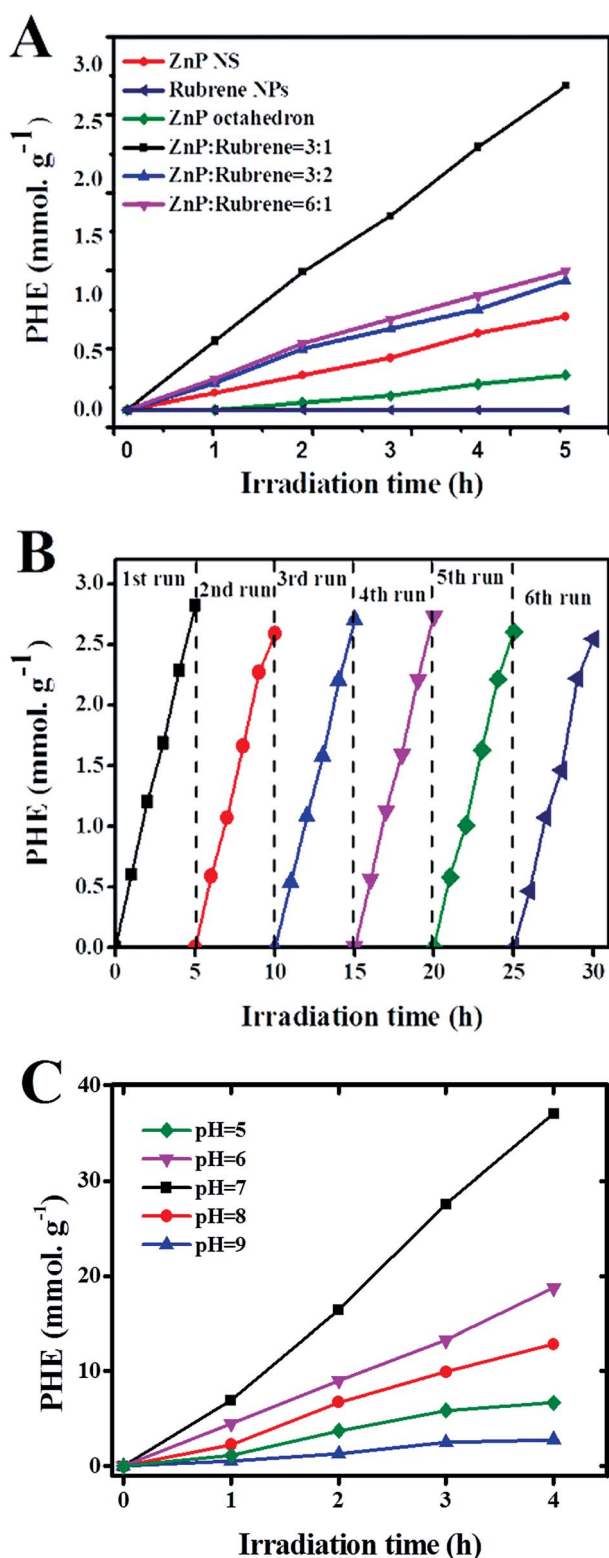 A
3.0
2.5
2.0
1.5
1.0
0.5
0.0
PHE (mmol. g⁻¹)
ZnP NS
Rubrene NPs
ZnP octahedron
ZnP:Rubrene=3:1
ZnP:Rubrene=3:2
ZnP:Rubrene=6:1
0 1 2 3 4 5
Irradiation time (h)
B
3.0
2.5
2.0
1.5
1.0
0.5
0.0
PHE (mmol. g⁻¹)
1st run 2nd run 3rd run 4th run 5th run 6th run
0 5 10 15 20 25 30
Irradiation time (h)
C
40
30
20
10
0
PHE (mmol. g⁻¹)
pH=5
pH=6
pH=7
pH=8
pH=9
0 1 2 3 4
Irradiation time (h)